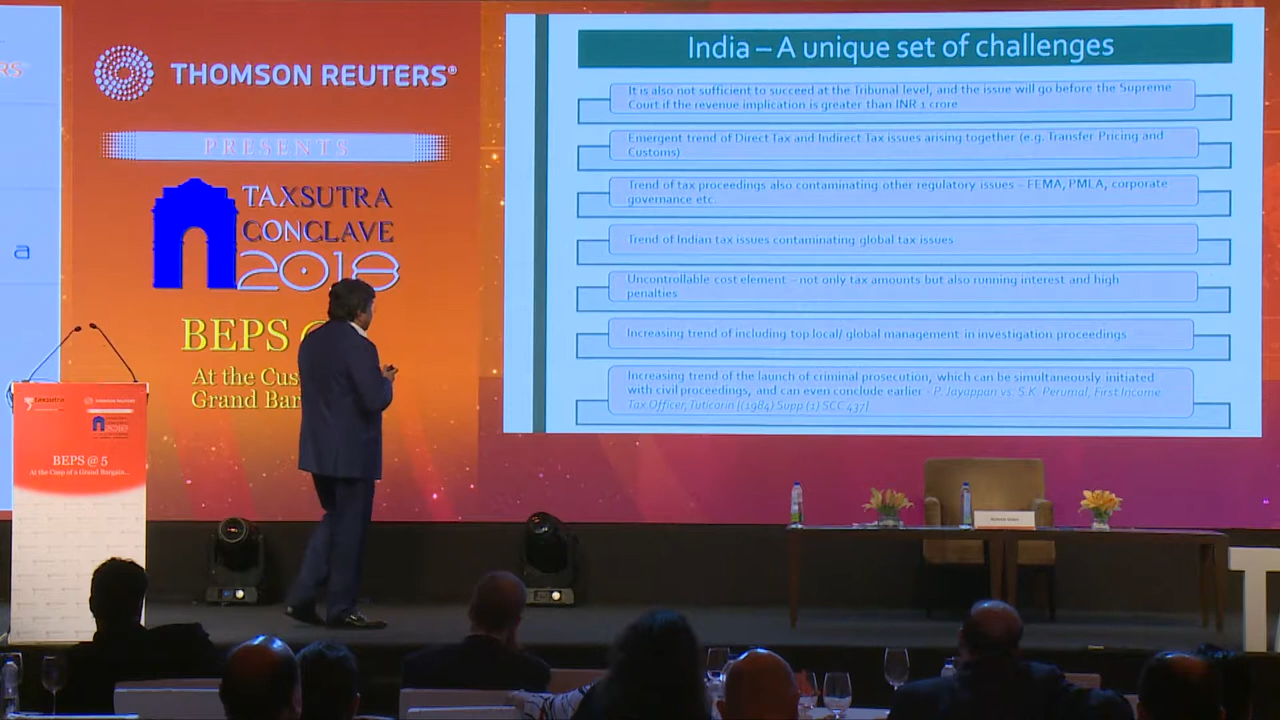 RS
a
THOMSON REUTERS®
PRESENTS
TAXSUTRA
CONCLAVE
2018
BEPS @
At the Cus
Grand Bar
India – A unique set of challenges
It is also not sufficient to succeed at the Tribunal level, and the issue will go before the Supreme
Court if the revenue implication is greater than INR 1 crore
Emergent trend of Direct Tax and Indirect Tax issues arising together (e.g. Transfer Pricing and
Customs)
Trend of tax proceedings also contaminating other regulatory issues – FEMA, PMLA, corporate
governance etc.
Trend of Indian tax issues contaminating global tax issues
Uncontrollable cost element – not only tax amounts but also running interest and high
penalties
Increasing trend of including top local/ global management in investigation proceedings
Increasing trend of the launch of criminal prosecution, which can be simultaneously initiated
with civil proceedings, and can even conclude earlier - P. Jayappan vs. S.K. Perumal, First Income
Tax Officer, Tuticorin [(1984) Supp (1) SCC 437]
taxsutra
THOMSON REUTERS
TAXSUTRA
CONCLAVE
2018
BEPS @ 5
At the Cusp of a Grand Bargain...
T